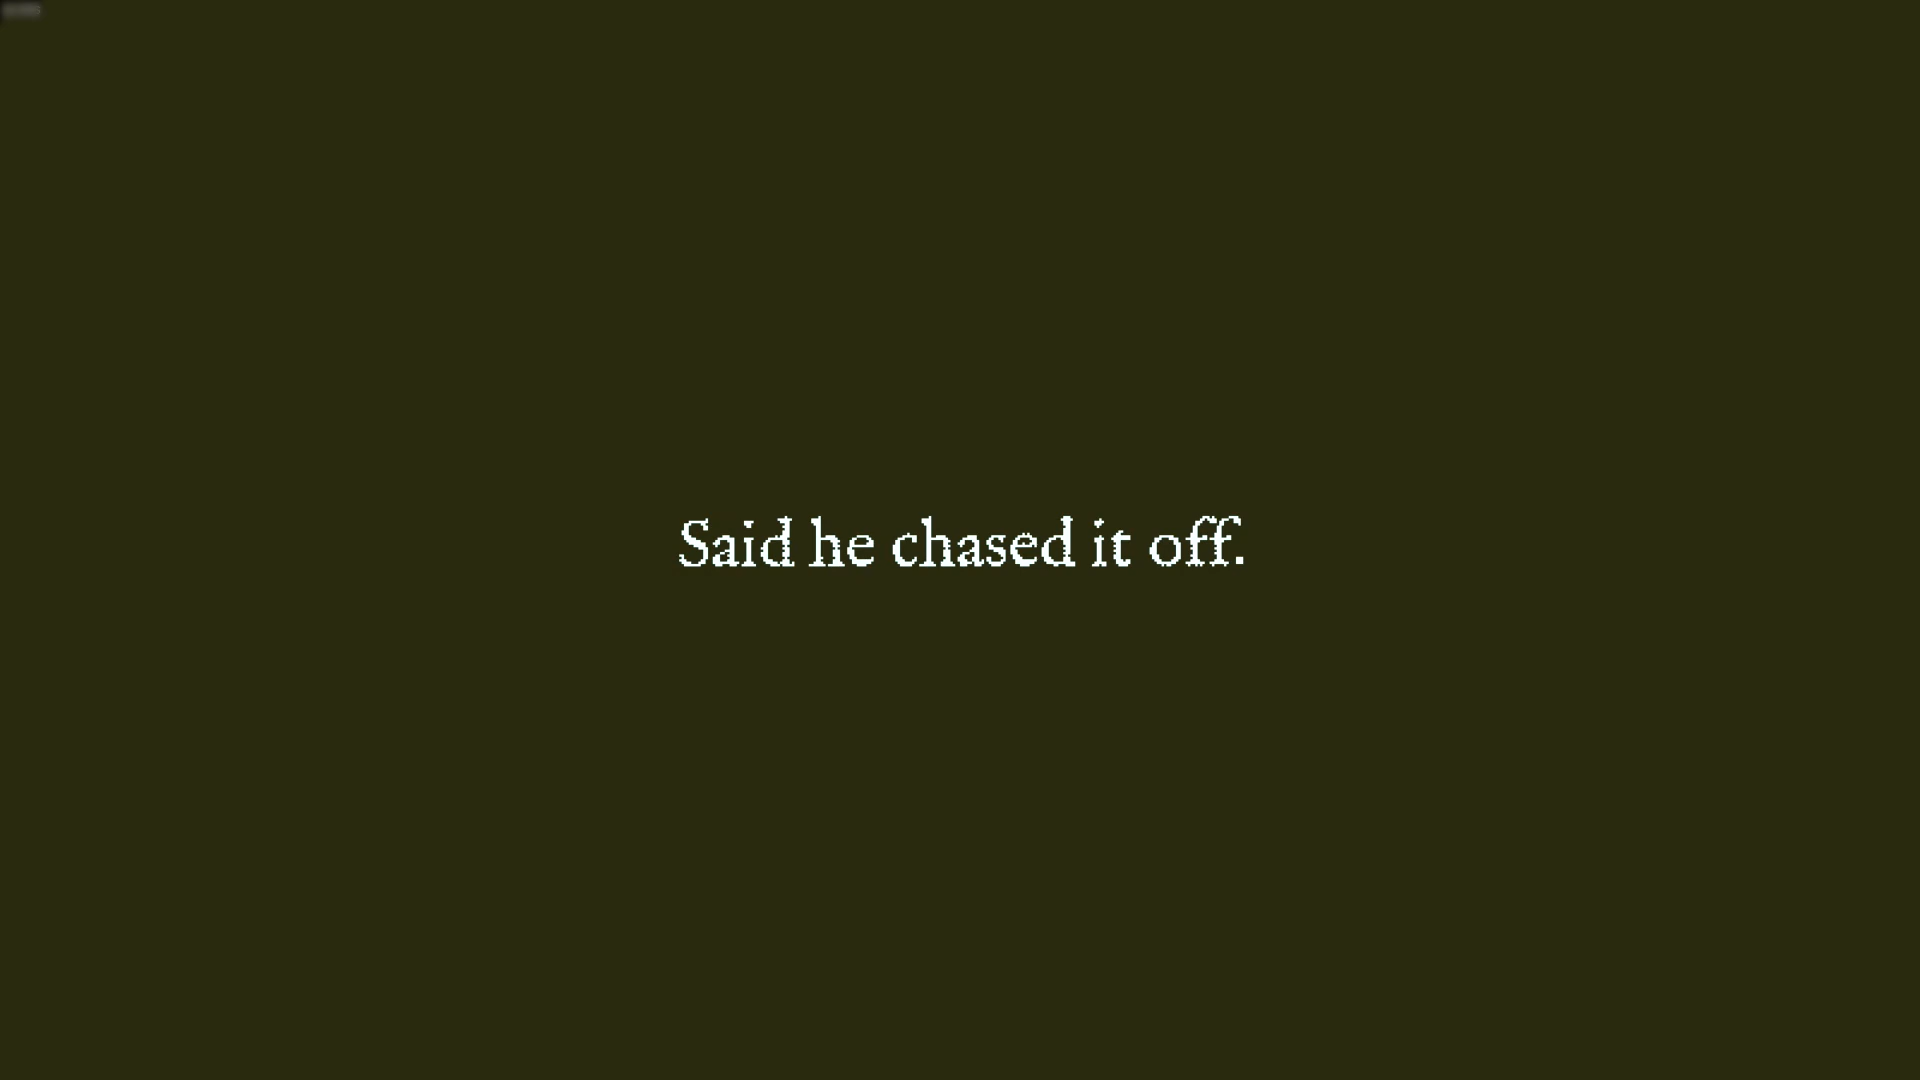 Said he chased it off.